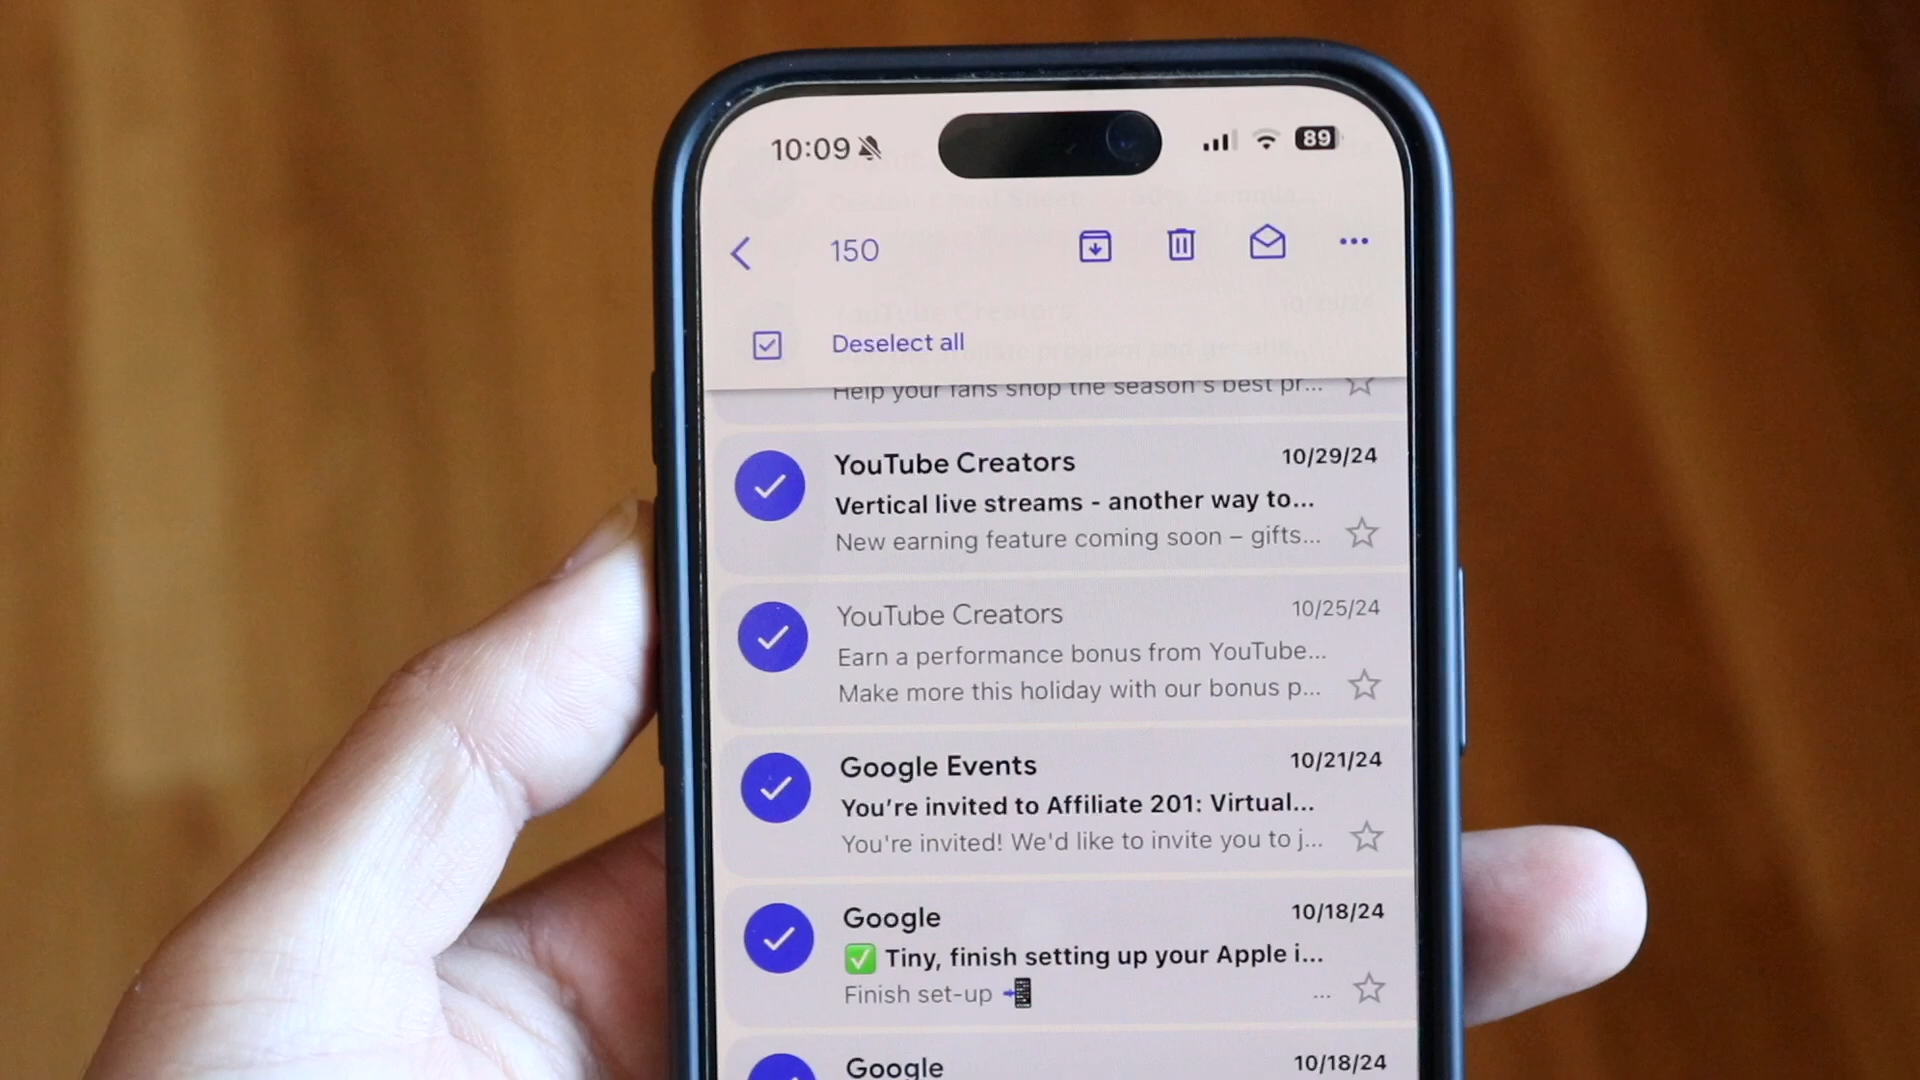 10:09
89
150
Deselect all
Help your fans shop the season's best pr...
YouTube Creators
10/29/24
Vertical live streams - another way to...
New earning feature coming soon – gifts...
YouTube Creators
10/25/24
Earn a performance bonus from YouTube...
Make more this holiday with our bonus p...
Google Events
10/21/24
You're invited to Affiliate 201: Virtual...
You're invited! We'd like to invite you to j...
Google
10/18/24
✅ Tiny, finish setting up your Apple i...
Finish set-up 📲 ...
Google
10/18/24